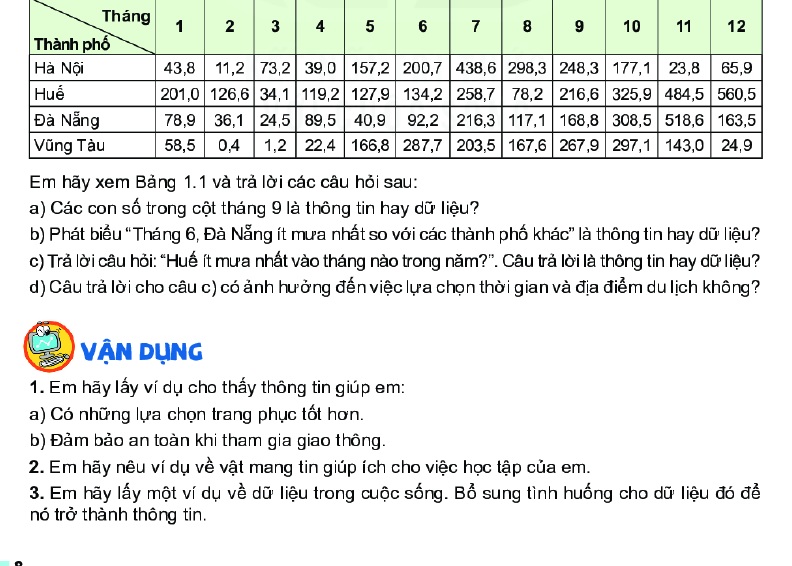 Tháng
Thành phố
1 2 3 4 5 6 7 8 9 10 11 12
Hà Nội 43,8 11,2 73,2 39,0 157,2 200,7 438,6 298,3 248,3 177,1 23,8 65,9
Huế 201,0 126,6 34,1 119,2 127,9 134,2 258,7 78,2 216,6 325,9 484,5 560,5
Đà Nẵng 78,9 36,1 24,5 89,5 40,9 92,2 216,3 117,1 168,8 308,5 518,6 163,5
Vũng Tàu 58,5 0,4 1,2 22,4 166,8 287,7 203,5 167,6 267,9 297,1 143,0 24,9
Em hãy xem Bảng 1.1 và trả lời các câu hỏi sau:
a) Các con số trong cột tháng 9 là thông tin hay dữ liệu?
b) Phát biểu “Tháng 6, Đà Nẵng ít mưa nhất so với các thành phố khác” là thông tin hay dữ liệu?
c) Trả lời câu hỏi: “Huế ít mưa nhất vào tháng nào trong năm?”. Câu trả lời là thông tin hay dữ liệu?
d) Câu trả lời cho câu c) có ảnh hưởng đến việc lựa chọn thời gian và địa điểm du lịch không?
VẬN DỤNG
1. Em hãy lấy ví dụ cho thấy thông tin giúp em:
a) Có những lựa chọn trang phục tốt hơn.
b) Đảm bảo an toàn khi tham gia giao thông.
2. Em hãy nêu ví dụ về vật mang tin giúp ích cho việc học tập của em.
3. Em hãy lấy một ví dụ về dữ liệu trong cuộc sống. Bổ sung tình huống cho dữ liệu đó để
nó trở thành thông tin.